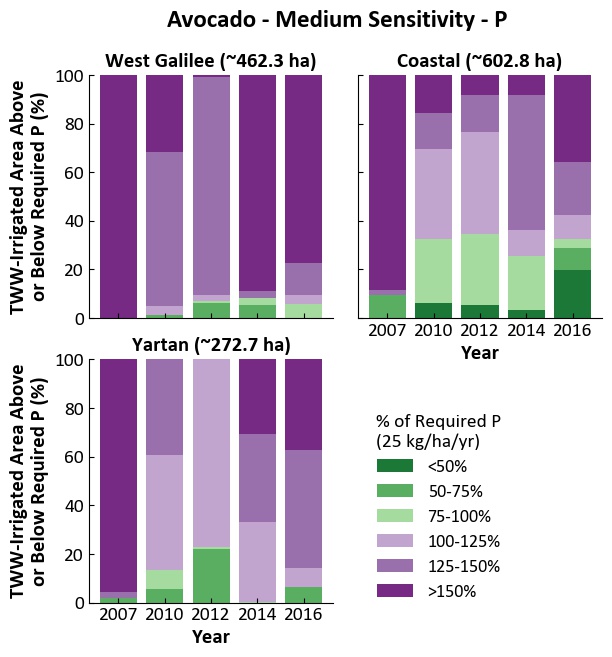 Avocado - Medium Sensitivity - P
West Galilee (~462.3 ha)
Coastal (~602.8 ha)
TWW-Irrigated Area Above
or Below Required P (%)
100
80
60
40
20
0
2007 2010 2012 2014 2016
Year
Yartan (~272.7 ha)
TWW-Irrigated Area Above
or Below Required P (%)
100
80
60
40
20
0
2007 2010 2012 2014 2016
Year
% of Required P
(25 kg/ha/yr)
<50%
50-75%
75-100%
100-125%
125-150%
>150%